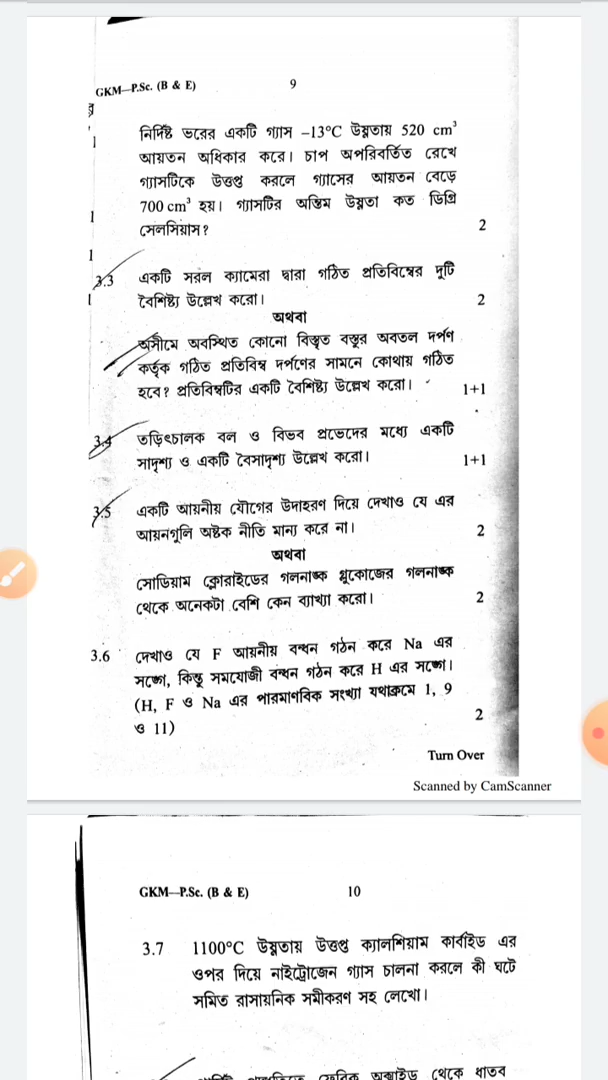 GKM—P.Sc. (B & E) 9
নির্দিষ্ট ভরের একটি গ্যাস –13°C উষ্ণতায় 520 cm³
আয়তন অধিকার করে। চাপ অপরিবর্তিত রেখে
গ্যাসটিকে উত্তপ্ত করলে গ্যাসের আয়তন বেড়ে
700 cm³ হয়। গ্যাসটির অন্তিম উষ্ণতা কত ডিগ্রি
সেলসিয়াস? 2
3.3 একটি সরল ক্যামেরা দ্বারা গঠিত প্রতিবিম্বের দুটি
বৈশিষ্ট্য উল্লেখ করো। 2
অথবা
অসীমে অবস্থিত কোনো বিস্তৃত বস্তুর অবতল দর্পণ
কর্তৃক গঠিত প্রতিবিম্ব দর্পণের সামনে কোথায় গঠিত
হবে? প্রতিবিম্বটির একটি বৈশিষ্ট্য উল্লেখ করো। 1+1
3.4 তড়িৎচালক বল ও বিভব প্রভেদের মধ্যে একটি
সাদৃশ্য ও একটি বৈসাদৃশ্য উল্লেখ করো। 1+1
3.5 একটি আয়নীয় যৌগের উদাহরণ দিয়ে দেখাও যে এর
আয়নগুলি অষ্টক নীতি মান্য করে না। 2
অথবা
সোডিয়াম ক্লোরাইডের গলনাঙ্ক গ্লুকোজের গলনাঙ্ক
থেকে অনেকটা বেশি কেন ব্যাখ্যা করো। 2
3.6 দেখাও যে F আয়নীয় বন্ধন গঠন করে Na এর
সঙ্গে, কিন্তু সমযোজী বন্ধন গঠন করে H এর সঙ্গে।
(H, F ও Na এর পারমাণবিক সংখ্যা যথাক্রমে 1, 9
ও 11) 2
Turn Over
Scanned by CamScanner
GKM—P.Sc. (B & E) 10
3.7 1100°C উষ্ণতায় উত্তপ্ত ক্যালশিয়াম কার্বাইড এর
ওপর দিয়ে নাইট্রোজেন গ্যাস চালনা করলে কী ঘটে
সমিত রাসায়নিক সমীকরণ সহ লেখো।
ফেরিক অক্সাইড থেকে ধাতব